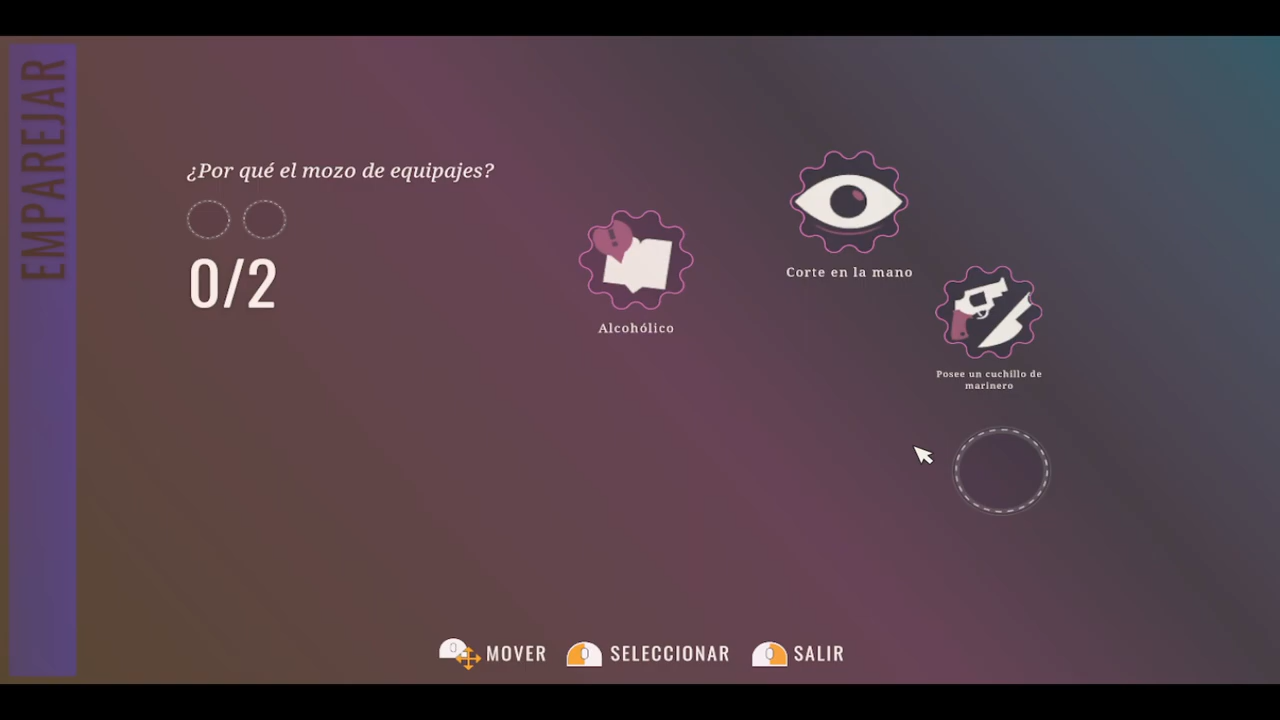 EMPAREJAR
¿Por qué el mozo de equipajes?
0/2
Alcohólico
Corte en la mano
Posee un cuchillo de
marinero
MOVER
SELECCIONAR
SALIR